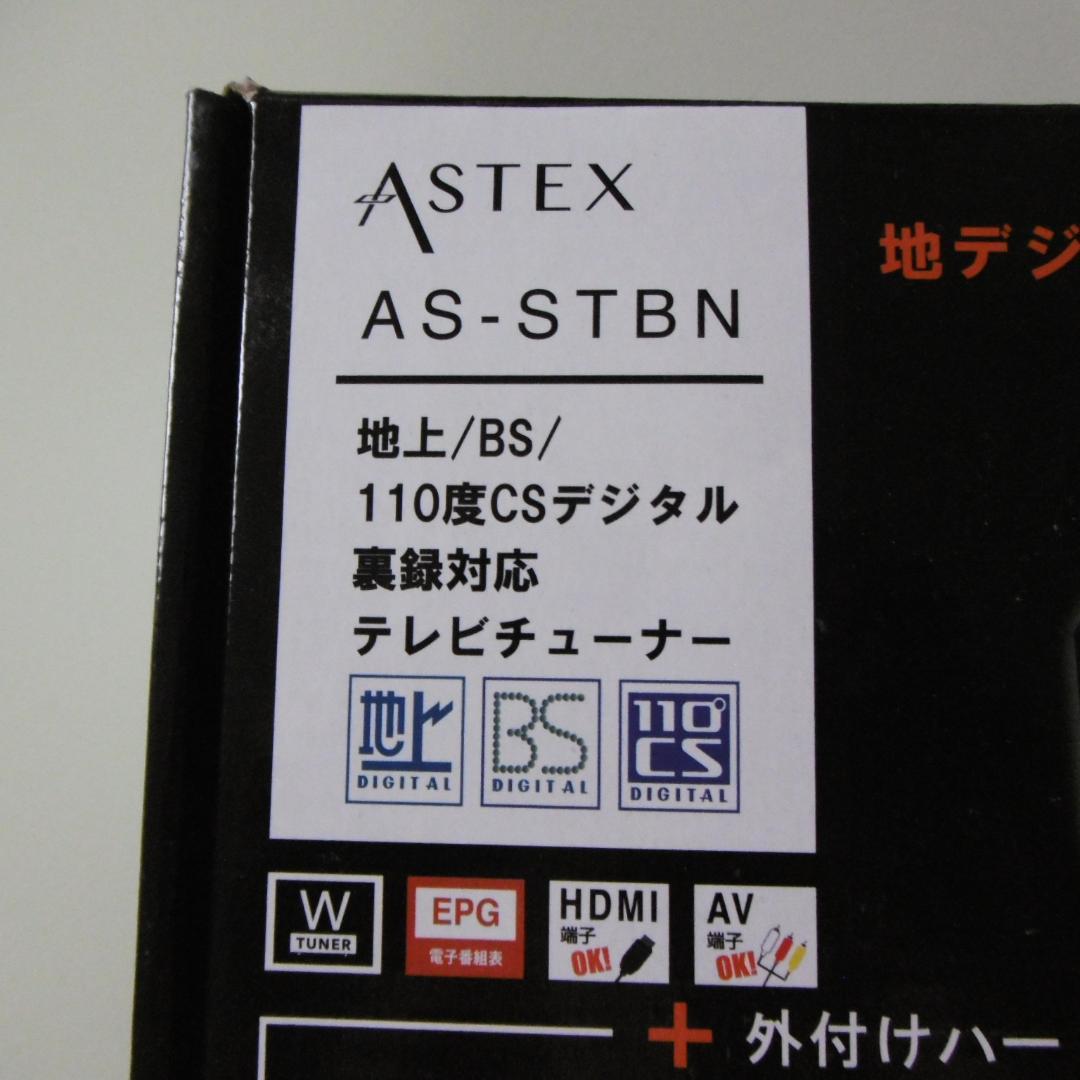 ASTEX
AS-STBN
地デジ
地上/BS/
110度CSデジタル
裏録対応
テレビチューナー
地上
DIGITAL
BS
DIGITAL
110°
CS
DIGITAL
W
TUNER
EPG
電子番組表
HDMI
端子
OK!
AV
端子
OK!
+ 外付けハー